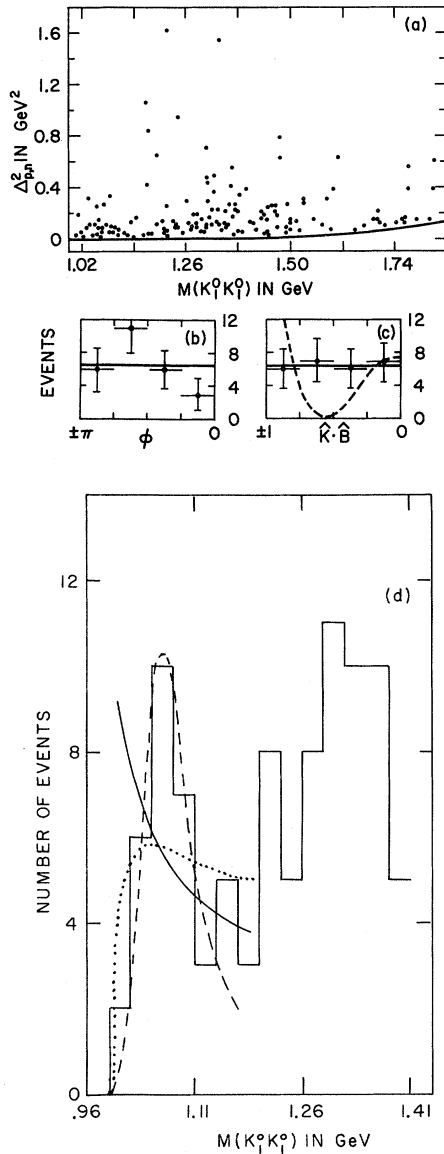 (a)
1.6
1.2
0.8
0.4
0
Δ²p,n IN GeV²
1.02 1.26 1.50 1.74
M(K₁⁰K₁⁰) IN GeV
(b)
(c)
EVENTS
12
8
4
0
12
8
4
0
±π φ 0
±1 K̂·B̂ 0
(d)
12
8
4
0
NUMBER OF EVENTS
.96 1.11 1.26 1.41
M(K₁⁰K₁⁰) IN GeV